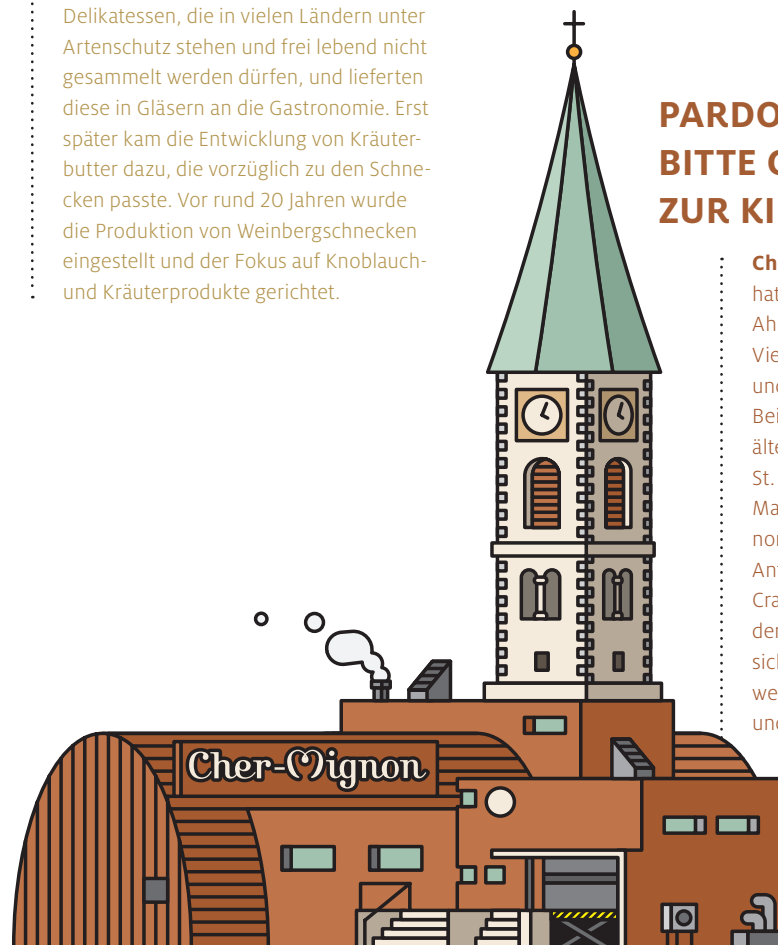 Delikatessen, die in vielen Ländern unter
Artenschutz stehen und frei lebend nicht
gesammelt werden dürfen, und lieferten
diese in Gläsern an die Gastronomie. Erst
später kam die Entwicklung von Kräuter-
butter dazu, die vorzüglich zu den Schne-
cken passte. Vor rund 20 Jahren wurde
die Produktion von Weinbergschnecken
eingestellt und der Fokus auf Knoblauch-
und Kräuterprodukte gerichtet.
PARDO
BITTE
ZUR KI
Ch
hat
Ah
Vie
und
Bei
älte
St.
Ma
nor
Ant
Cra
der
sich
we
und
Cher-Mignon